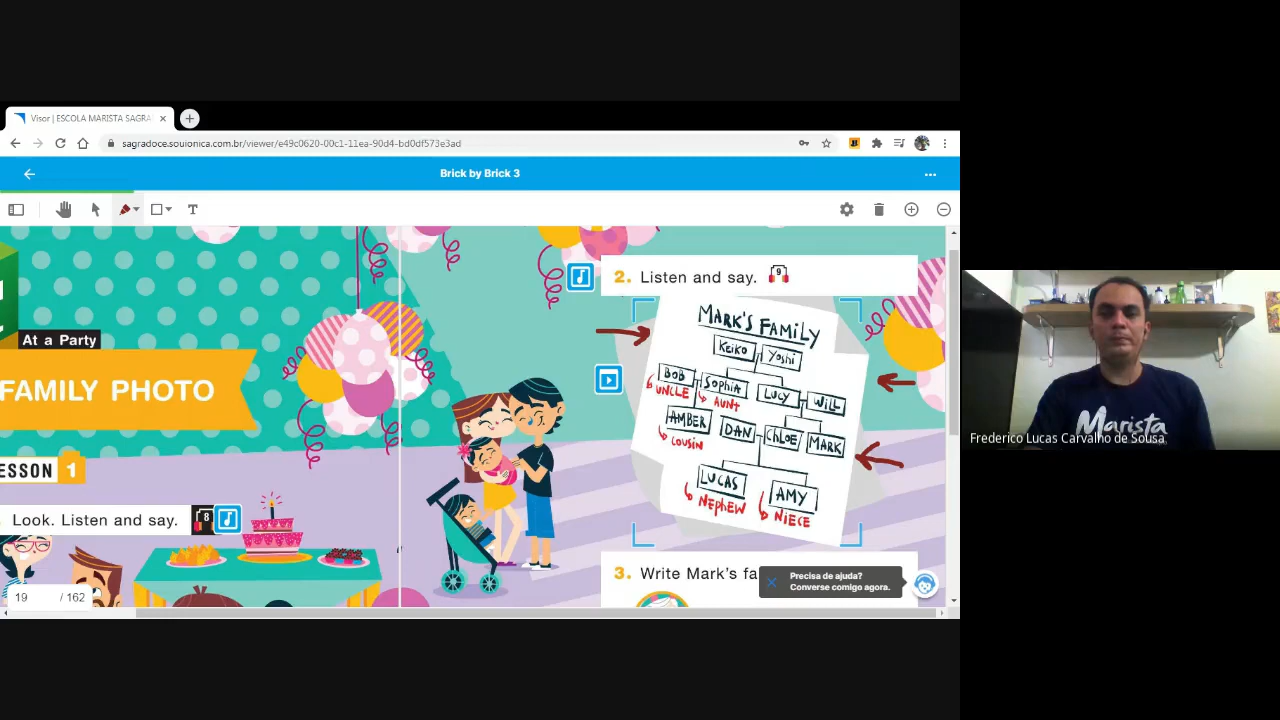 Visor | ESCOLA MARISTA SAGRA
sagradoce.souionica.com.br/viewer/e49c0620-00c1-11ea-90d4-bd0df573e3ad
Brick by Brick 3
T
At a Party
FAMILY PHOTO
ESSON 1
Look. Listen and say. 8
19 / 162
2. Listen and say. 9
MARK'S FAMILY
Keiko Yoshi
BOB Sophia LUCY WILL
UNCLE AUNT
AMBER DAN CHLOE MARK
COUSIN
LUCAS AMY
NEPHEW NIECE
3. Write Mark's fa
Precisa de ajuda?
Converse comigo agora.
Marista
Frederico Lucas Carvalho de Sousa